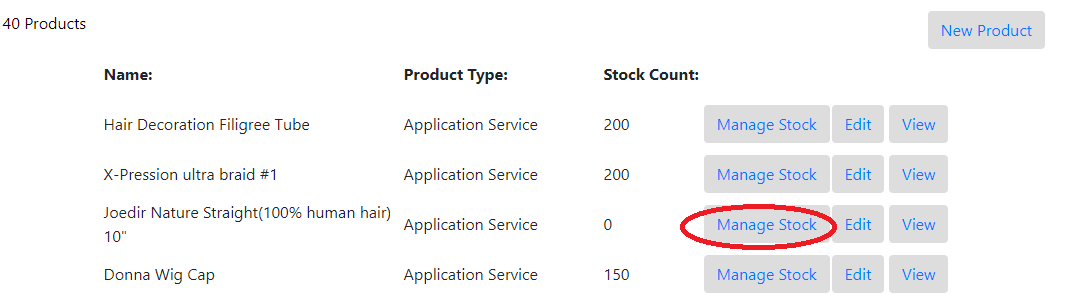 40 Products
New Product
Name: Product Type: Stock Count:
Hair Decoration Filigree Tube Application Service 200 Manage Stock Edit View
X-Pression ultra braid #1 Application Service 200 Manage Stock Edit View
Joedir Nature Straight(100% human hair)
10" Application Service 0 Manage Stock Edit View
Donna Wig Cap Application Service 150 Manage Stock Edit View